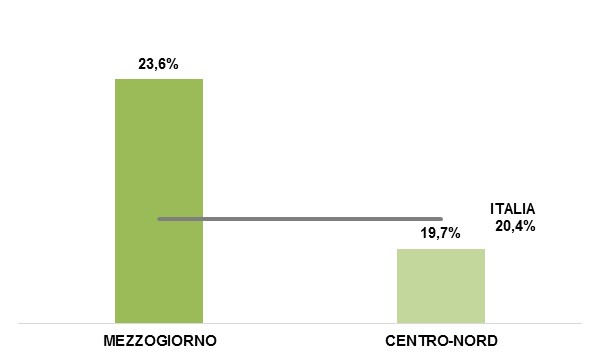 23,6%
ITALIA
20,4%
19,7%
MEZZOGIORNO
CENTRO-NORD